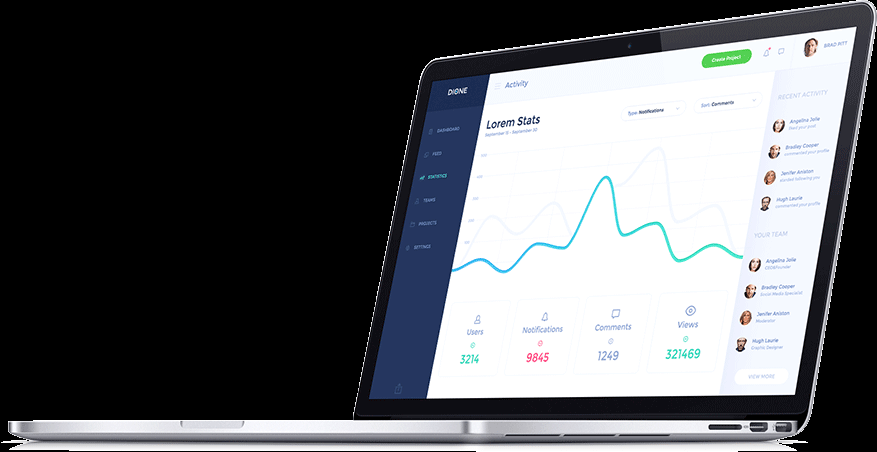 DIONE
Activity
Create Project
BRAD PITT
DASHBOARD
FEED
STATISTICS
TEAMS
PROJECTS
SETTINGS
Lorem Stats
September 15 - September 20
Type: Notifications
Sort: Comments
Users
3214
Notifications
9845
Comments
1249
Views
321469
RECENT ACTIVITY
Angelina Jolie
liked your post
Bradley Cooper
commented your profile
Jenifer Aniston
started following you
Hugh Laurie
commented your profile
YOUR TEAM
Angelina Jolie
CEO/Founder
Bradley Cooper
Social Media Specialist
Jenifer Aniston
Moderator
Hugh Laurie
Graphic Designer
VIEW MORE